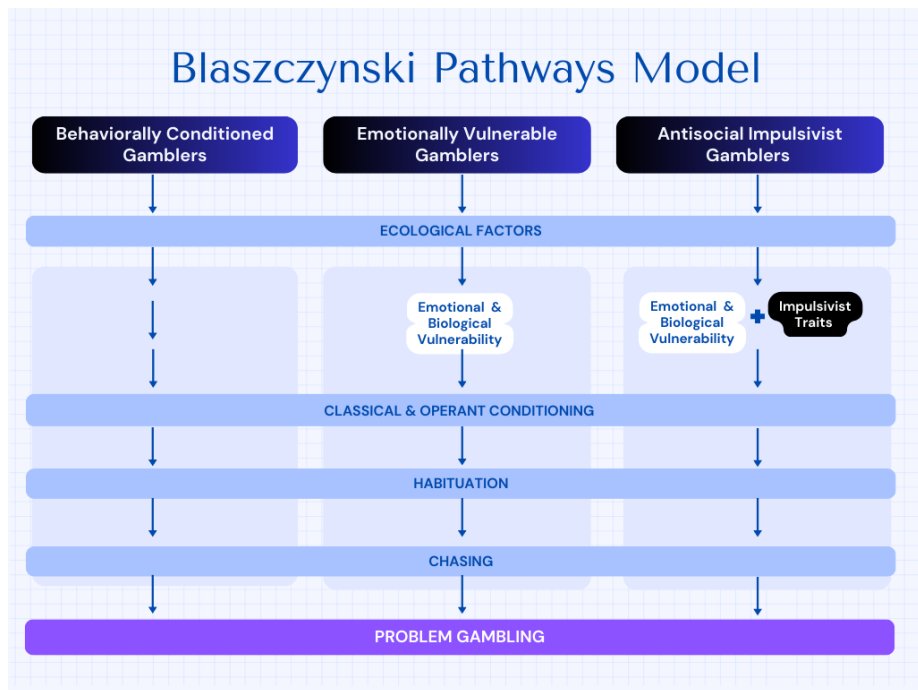 Blaszczynski Pathways Model
Behaviorally Conditioned
Gamblers
Emotionally Vulnerable
Gamblers
Antisocial Impulsivist
Gamblers
ECOLOGICAL FACTORS
Emotional &
Biological
Vulnerability
Emotional &
Biological
Vulnerability
Impulsivist
Traits
CLASSICAL & OPERANT CONDITIONING
HABITUATION
CHASING
PROBLEM GAMBLING